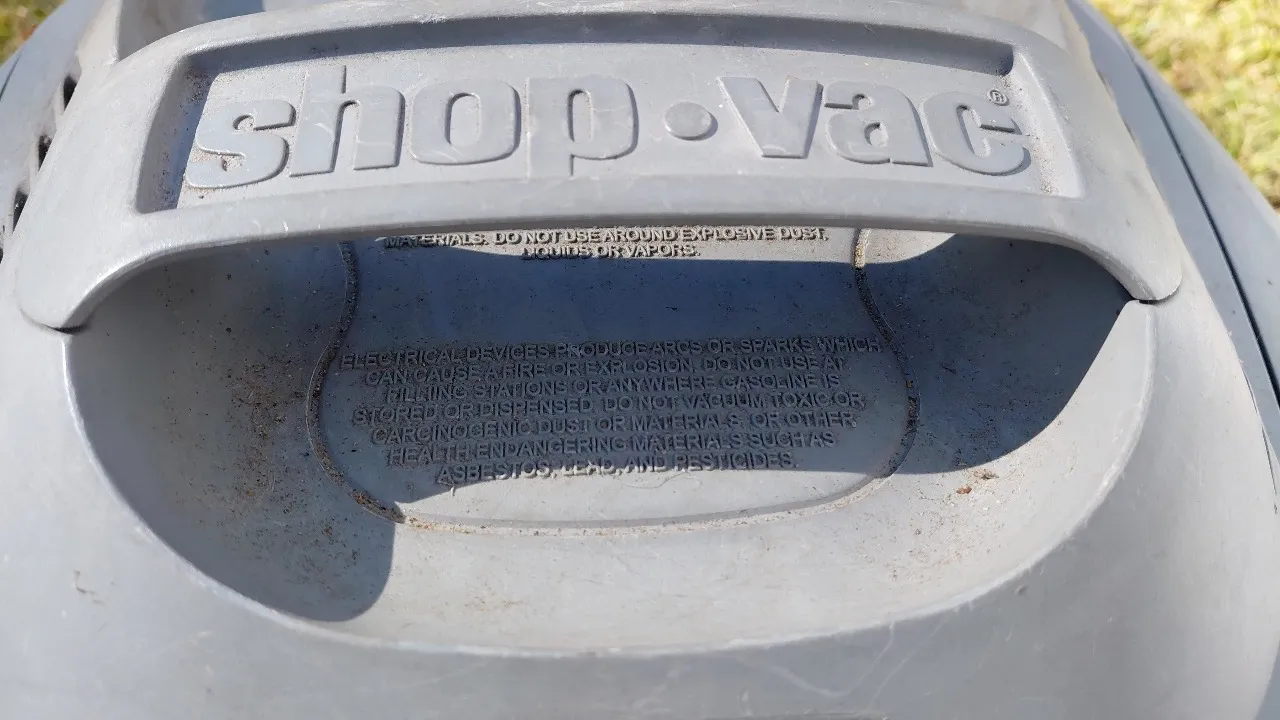 shop·vac®
MATERIALS. DO NOT USE AROUND EXPLOSIVE DUST,
LIQUIDS OR VAPORS.
ELECTRICAL DEVICES PRODUCE ARCS OR SPARKS WHICH
CAN CAUSE A FIRE OR EXPLOSION. DO NOT USE AT
FILLING STATIONS OR ANYWHERE GASOLINE IS
STORED OR DISPENSED. DO NOT VACUUM TOXIC OR
CARCINOGENIC DUST OR MATERIALS, OR OTHER
HEALTH ENDANGERING MATERIALS SUCH AS
ASBESTOS, LEAD, AND PESTICIDES.